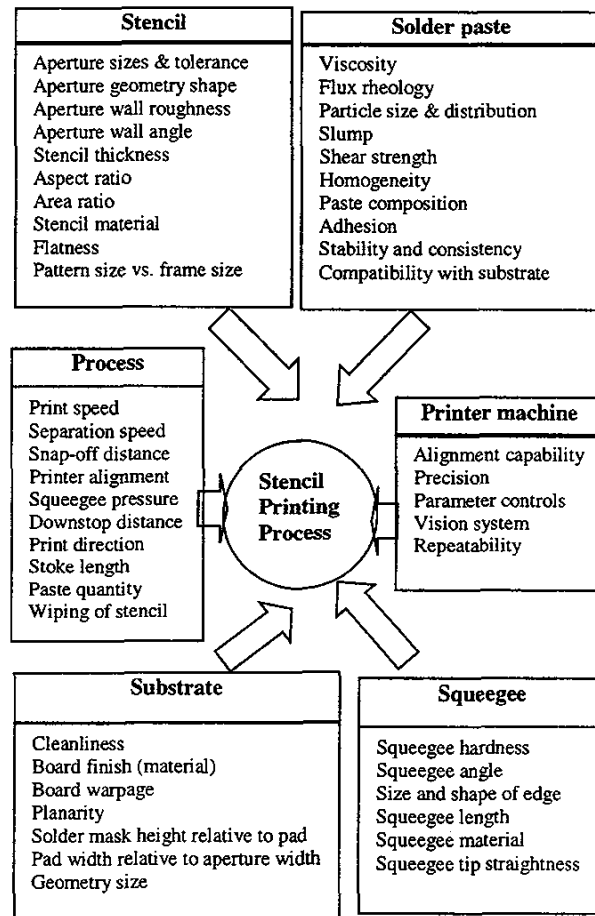 Stencil
Aperture sizes & tolerance
Aperture geometry shape
Aperture wall roughness
Aperture wall angle
Stencil thickness
Aspect ratio
Area ratio
Stencil material
Flatness
Pattern size vs. frame size
Solder paste
Viscosity
Flux rheology
Particle size & distribution
Slump
Shear strength
Homogeneity
Paste composition
Adhesion
Stability and consistency
Compatibility with substrate
Process
Print speed
Separation speed
Snap-off distance
Printer alignment
Squeegee pressure
Downstop distance
Print direction
Stoke length
Paste quantity
Wiping of stencil
Stencil
Printing
Process
Printer machine
Alignment capability
Precision
Parameter controls
Vision system
Repeatability
Substrate
Cleanliness
Board finish (material)
Board warpage
Planarity
Solder mask height relative to pad
Pad width relative to aperture width
Geometry size
Squeegee
Squeegee hardness
Squeegee angle
Size and shape of edge
Squeegee length
Squeegee material
Squeegee tip straightness